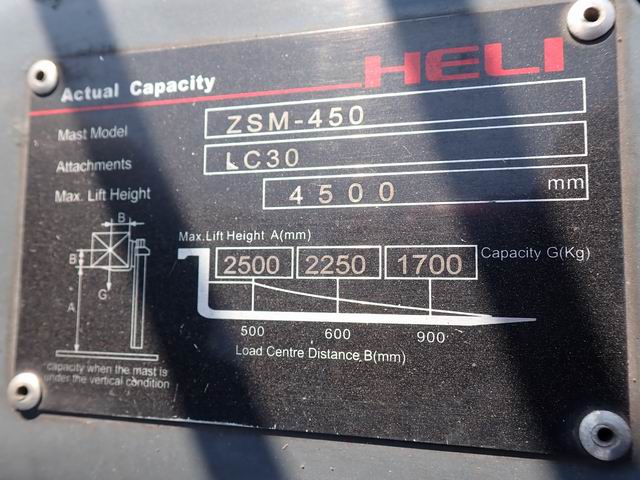 HELI
Actual Capacity
Mast Model ZSM-450
Attachments LC30
Max. Lift Height 4500 mm
Max.Lift Height A(mm)
2500 2250 1700 Capacity G(Kg)
500 600 900
Load Centre Distance B(mm)
B
B
G
A
capacity when the mast is
under the vertical condition